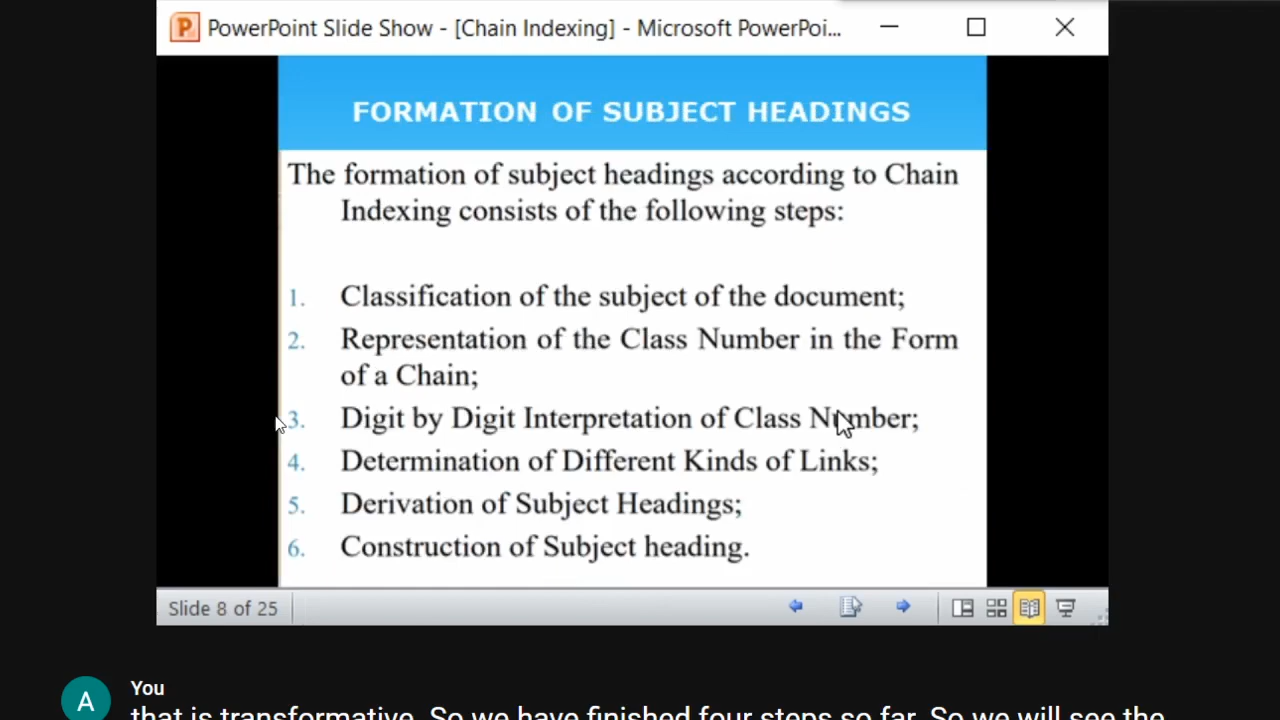 PowerPoint Slide Show - [Chain Indexing] - Microsoft PowerPoi...
FORMATION OF SUBJECT HEADINGS
The formation of subject headings according to Chain
Indexing consists of the following steps:
1. Classification of the subject of the document;
2. Representation of the Class Number in the Form
of a Chain;
3. Digit by Digit Interpretation of Class Number;
4. Determination of Different Kinds of Links;
5. Derivation of Subject Headings;
6. Construction of Subject heading.
Slide 8 of 25
A
You
that is transformative. So we have finished four steps so far. So we will see the